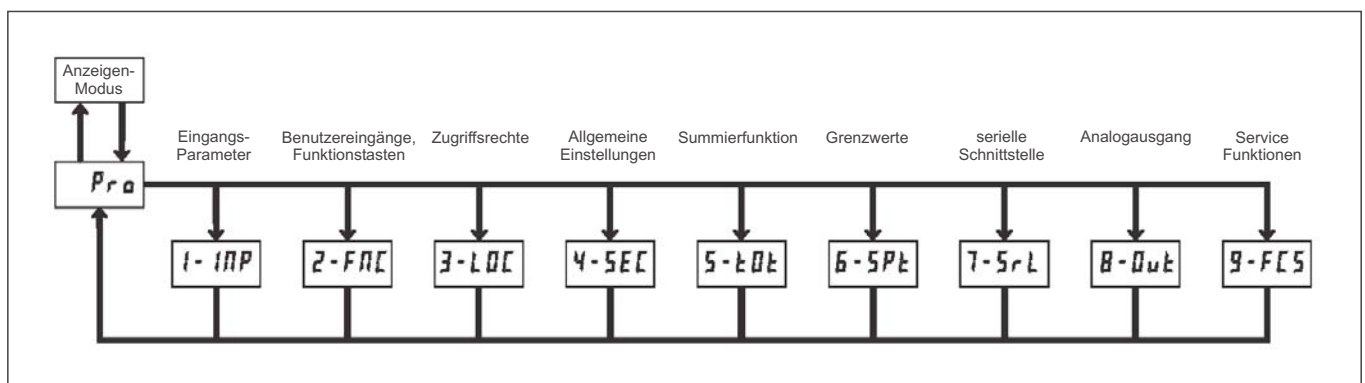 Anzeigen-
Modus
Eingangs-
Parameter
Benutzereingänge,
Funktionstasten
Zugriffsrechte
Allgemeine
Einstellungen
Summierfunktion
Grenzwerte
serielle
Schnittstelle
Analogausgang
Service
Funktionen
Pro
1-INP
2-FNC
3-LOC
4-SEC
5-tOt
6-SPt
7-SrL
8-Out
9-FCS